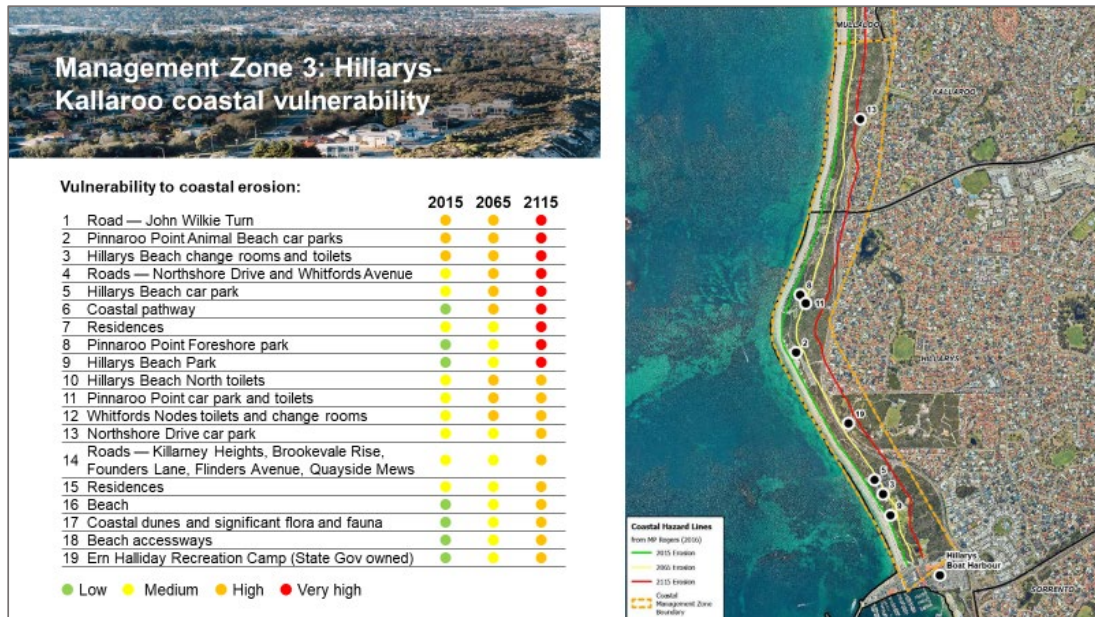 Management Zone 3: Hillarys-
Kallaroo coastal vulnerability
Vulnerability to coastal erosion:
2015 2065 2115
1 Road — John Wilkie Turn
2 Pinnaroo Point Animal Beach car parks
3 Hillarys Beach change rooms and toilets
4 Roads — Northshore Drive and Whitfords Avenue
5 Hillarys Beach car park
6 Coastal pathway
7 Residences
8 Pinnaroo Point Foreshore park
9 Hillarys Beach Park
10 Hillarys Beach North toilets
11 Pinnaroo Point car park and toilets
12 Whitfords Nodes toilets and change rooms
13 Northshore Drive car park
14 Roads — Killarney Heights, Brookevale Rise,
Founders Lane, Flinders Avenue, Quayside Mews
15 Residences
16 Beach
17 Coastal dunes and significant flora and fauna
18 Beach accessways
19 Ern Halliday Recreation Camp (State Gov owned)
Low Medium High Very high
MULLALOO
KALLAROO
13
11
2
HILLARYS
19
5
3
9
Hillarys
Boat Harbour
SORRENTO
Coastal Hazard Lines
from MP Rogers (2016)
2015 Erosion
2065 Erosion
2115 Erosion
Coastal
Management Zone
Boundary